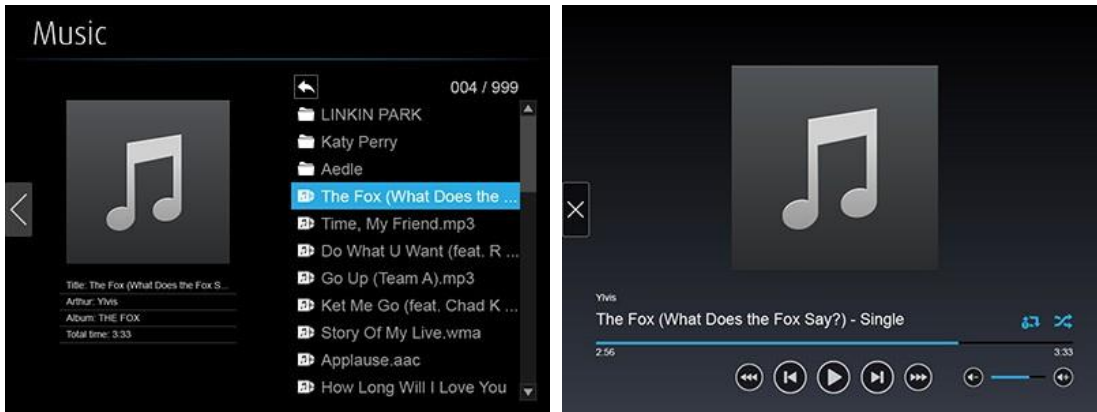 Music
004 / 999
LINKIN PARK
Katy Perry
Aedle
The Fox (What Does the ...
Time, My Friend.mp3
Do What U Want (feat. R ...
Go Up (Team A).mp3
Ket Me Go (feat. Chad K ...
Story Of My Live.wma
Applause.aac
How Long Will I Love You
Title: The Fox (What Does the Fox S...
Arthur: Ylvis
Album: THE FOX
Total time: 3:33
Ylvis
The Fox (What Does the Fox Say?) - Single
2:56
3:33